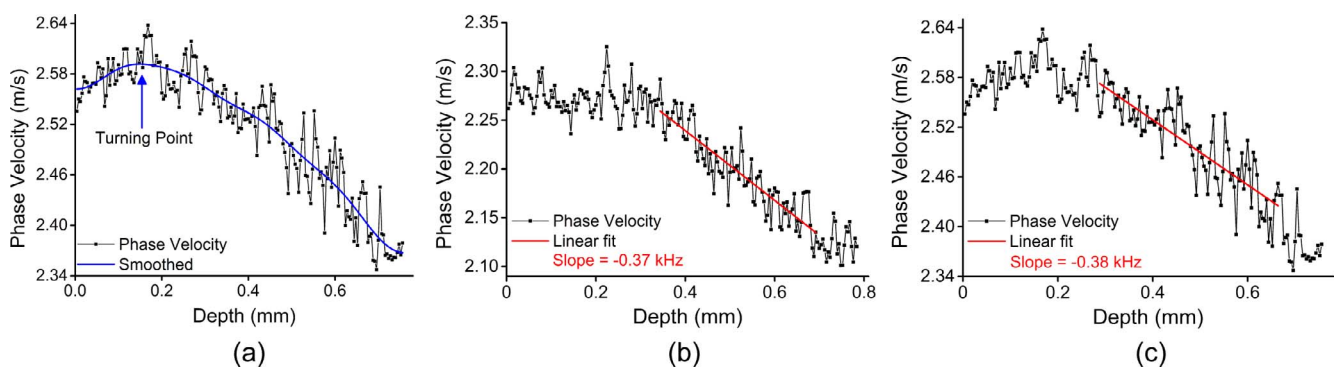 2.64
2.58
2.52
2.46
2.40
2.34
Phase Velocity (m/s)
Turning Point
Phase Velocity
Smoothed
0.0
0.2
0.4
0.6
Depth (mm)
(a)
2.35
2.30
2.25
2.20
2.15
2.10
Phase Velocity (m/s)
Phase Velocity
Linear fit
Slope = -0.37 kHz
0
0.2
0.4
0.6
0.8
Depth (mm)
(b)
2.64
2.58
2.52
2.46
2.40
2.34
Phase Velocity (m/s)
Phase Velocity
Linear fit
Slope = -0.38 kHz
0
0.2
0.4
0.6
Depth (mm)
(c)